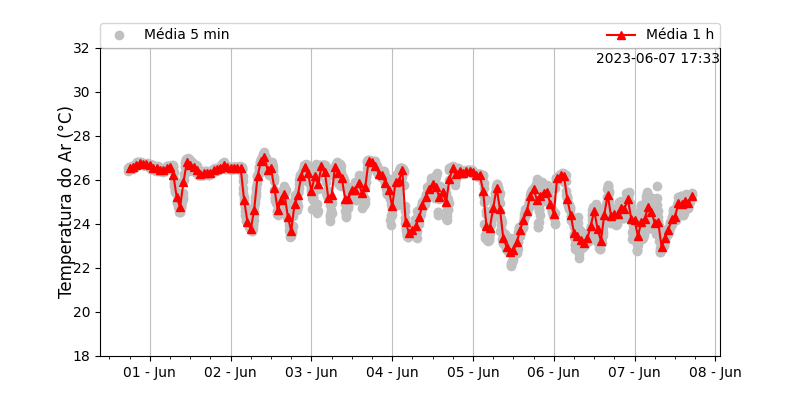 Média 5 min
Média 1 h
2023-06-07 17:33
Temperatura do Ar (°C)
32
30
28
26
24
22
20
18
01 - Jun
02 - Jun
03 - Jun
04 - Jun
05 - Jun
06 - Jun
07 - Jun
08 - Jun